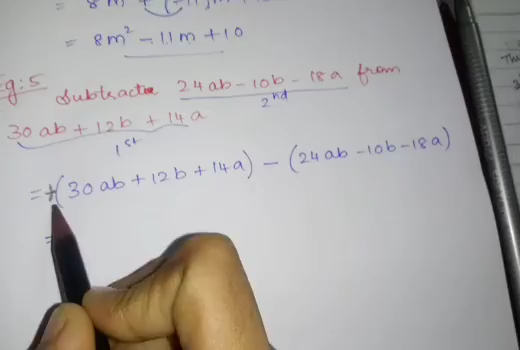 = 8m² - 11m + 10
Eg:5 Subtract 24ab - 10b - 18a from
2nd
30ab + 12b + 14a
1st
= +(30ab + 12b + 14a) - (24ab - 10b - 18a)
=